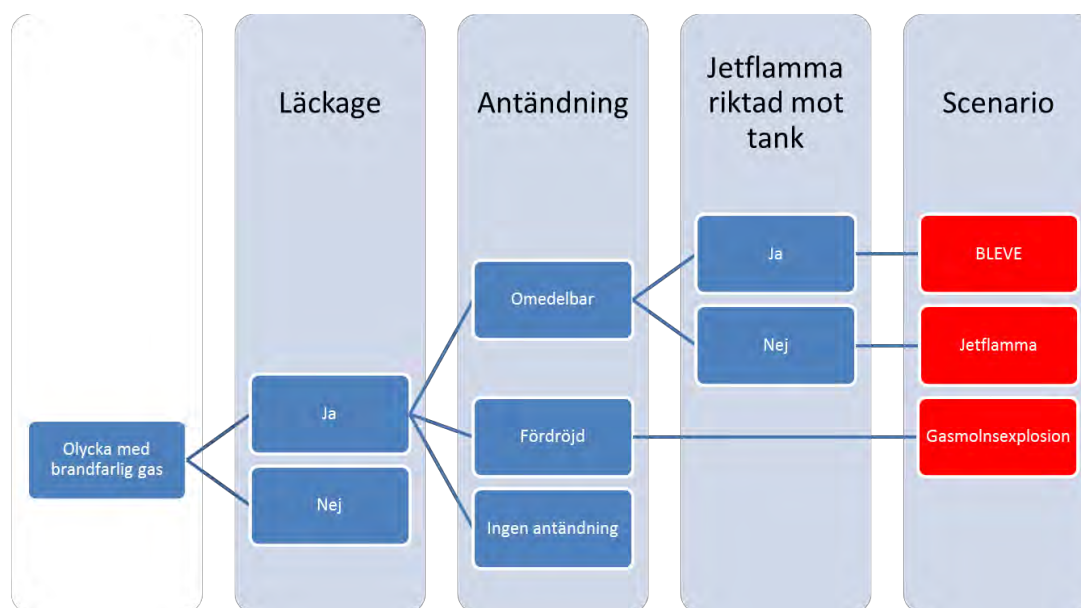 Läckage
Antändning
Jetflamma
riktad mot
tank
Scenario
Olycka med
brandfarlig gas
Ja
Nej
Omedelbar
Fördröjd
Ingen antändning
Ja
Nej
BLEVE
Jetflamma
Gasmolnsexplosion